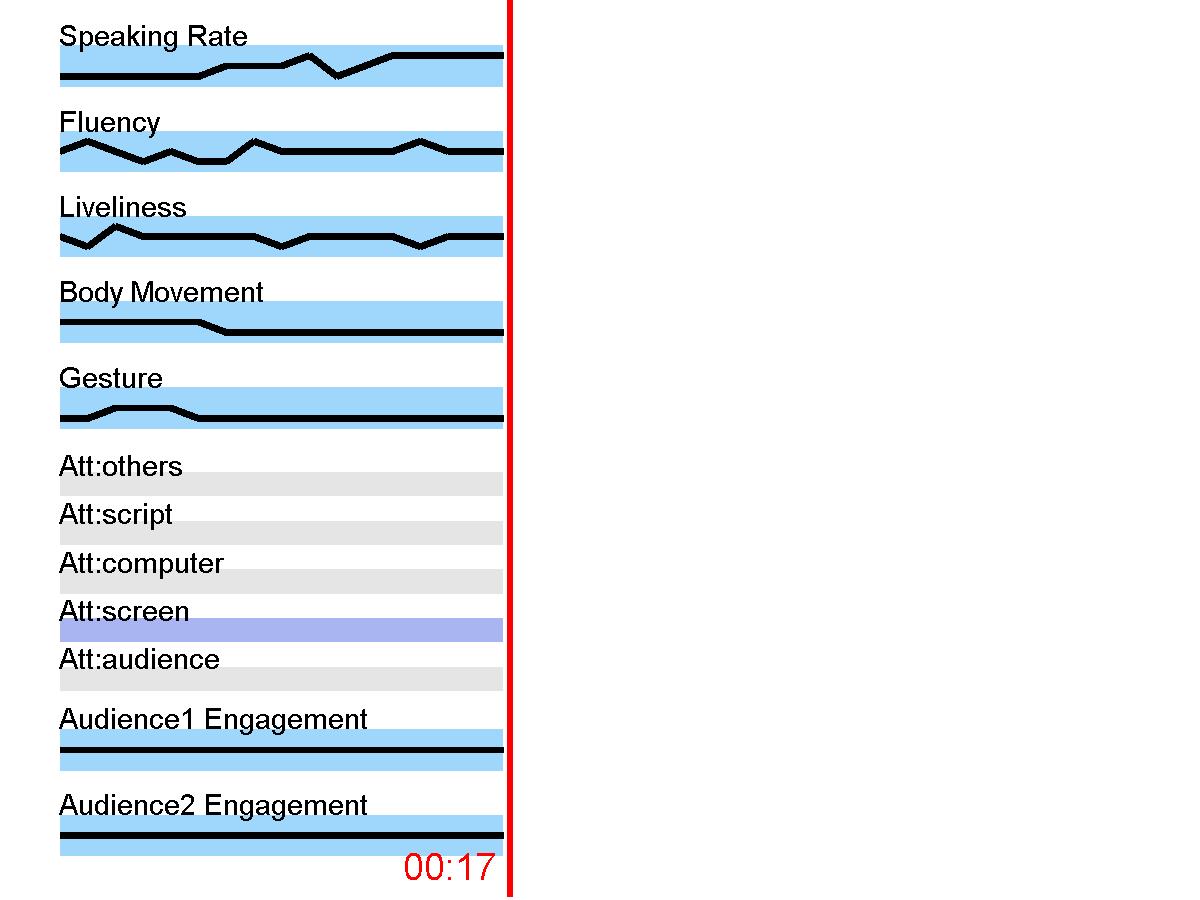 Speaking Rate
Fluency
Liveliness
Body Movement
Gesture
Att:others
Att:script
Att:computer
Att:screen
Att:audience
Audience1 Engagement
Audience2 Engagement
00:17